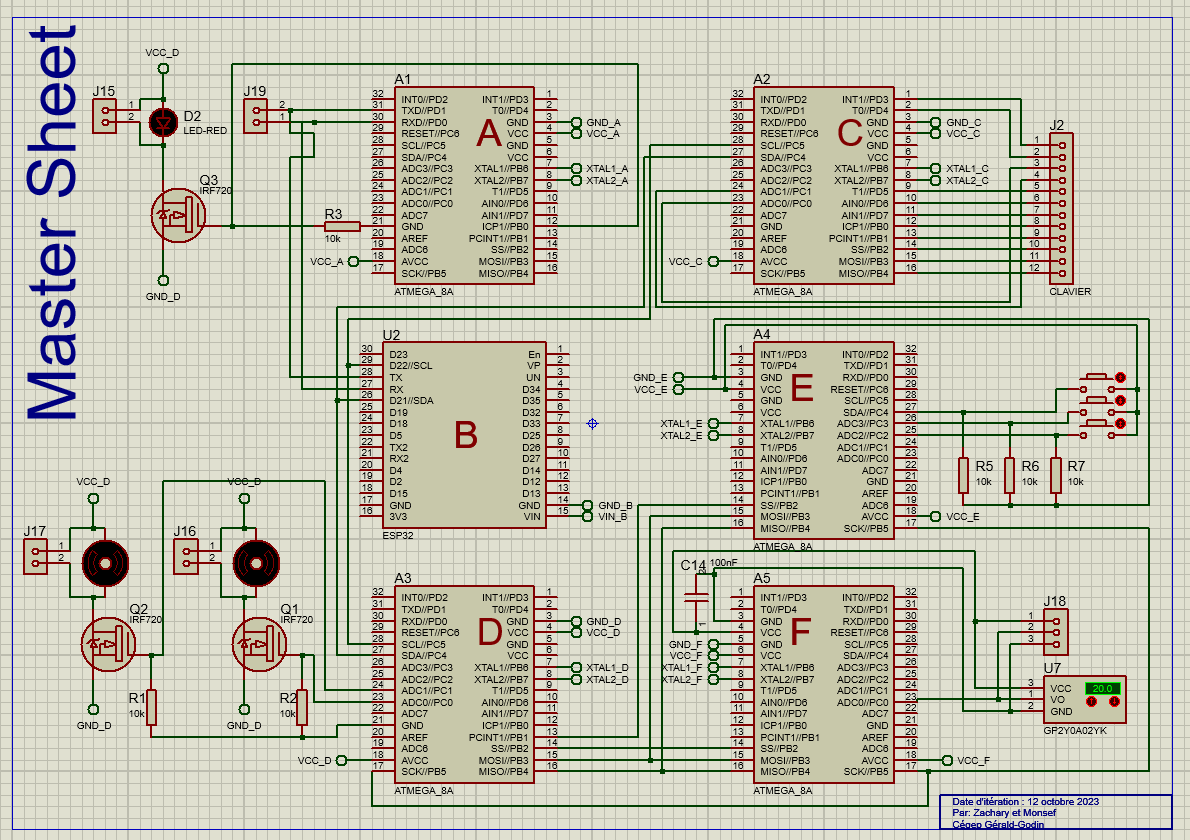 Master Sheet
VCC_D
J15
1
2
D2
LED-RED
Q3
IRF720
GND_D
J19
2
1
R3
10k
VCC_A
A1
A
32 INT0//PD2 INT1//PD3 1
31 TXD//PD1 T0//PD4 2
30 RXD//PD0 GND 3 GND_A
29 RESET//PC6 VCC 4 VCC_A
28 SCL//PC5 GND 5
27 SDA//PC4 VCC 6
26 ADC3//PC3 XTAL1//PB6 7 XTAL1_A
25 ADC2//PC2 XTAL2//PB7 8 XTAL2_A
24 ADC1//PC1 T1//PD5 9
23 ADC0//PC0 AIN0//PD6 10
22 ADC7 AIN1//PD7 11
21 GND ICP1//PB0 12
20 AREF PCINT1//PB1 13
19 ADC6 SS//PB2 14
18 AVCC MOSI//PB3 15
17 SCK//PB5 MISO//PB4 16
ATMEGA_8A
A2
C
32 INT0//PD2 INT1//PD3 1
31 TXD//PD1 T0//PD4 2
30 RXD//PD0 GND 3 GND_C
29 RESET//PC6 VCC 4 VCC_C
28 SCL//PC5 GND 5
27 SDA//PC4 VCC 6
26 ADC3//PC3 XTAL1//PB6 7 XTAL1_C
25 ADC2//PC2 XTAL2//PB7 8 XTAL2_C
24 ADC1//PC1 T1//PD5 9
23 ADC0//PC0 AIN0//PD6 10
22 ADC7 AIN1//PD7 11
21 GND ICP1//PB0 12
20 AREF PCINT1//PB1 13
19 ADC6 SS//PB2 14
VCC_C 18 AVCC MOSI//PB3 15
17 SCK//PB5 MISO//PB4 16
ATMEGA_8A
J2
1
2
3
4
5
6
7
8
9
10
11
12
CLAVIER
U2
B
30 D23 En 1
29 D22//SCL VP 2
28 TX UN 3
27 RX D34 4
26 D21//SDA D35 5
25 D19 D32 6
24 D18 D33 7
23 D5 D25 8
22 TX2 D26 9
21 RX2 D27 10
20 D4 D14 11
19 D2 D12 12
18 D15 D13 13
17 GND GND 14 GND_B
16 3V3 VIN 15 VIN_B
ESP32
A4
E
1 INT1//PD3 INT0//PD2 32
2 T0//PD4 TXD//PD1 31
GND_E 3 GND RXD//PD0 30
VCC_E 4 VCC RESET//PC6 29
5 GND SCL//PC5 28
6 VCC SDA//PC4 27
XTAL1_E 7 XTAL1//PB6 ADC3//PC3 26
XTAL2_E 8 XTAL2//PB7 ADC2//PC2 25
9 T1//PD5 ADC1//PC1 24
10 AIN0//PD6 ADC0//PC0 23
11 AIN1//PD7 ADC7 22
12 ICP1//PB0 GND 21
13 PCINT1//PB1 AREF 20
14 SS//PB2 ADC6 19
15 MOSI//PB3 AVCC 18 VCC_E
16 MISO//PB4 SCK//PB5 17
ATMEGA_8A
R5
10k
R6
10k
R7
10k
VCC_D
J17
1
2
Q2
IRF720
GND_D
R1
10k
VCC_D
J16
1
2
Q1
IRF720
GND_D
R2
10k
A3
D
32 INT0//PD2 INT1//PD3 1
31 TXD//PD1 T0//PD4 2
30 RXD//PD0 GND 3 GND_D
29 RESET//PC6 VCC 4 VCC_D
28 SCL//PC5 GND 5
27 SDA//PC4 VCC 6
26 ADC3//PC3 XTAL1//PB6 7 XTAL1_D
25 ADC2//PC2 XTAL2//PB7 8 XTAL2_D
24 ADC1//PC1 T1//PD5 9
23 ADC0//PC0 AIN0//PD6 10
22 ADC7 AIN1//PD7 11
21 GND ICP1//PB0 12
20 AREF PCINT1//PB1 13
19 ADC6 SS//PB2 14
VCC_D 18 AVCC MOSI//PB3 15
17 SCK//PB5 MISO//PB4 16
ATMEGA_8A
C14
100nF
2
1
A5
F
1 INT1//PD3 INT0//PD2 32
2 T0//PD4 TXD//PD1 31
3 GND RXD//PD0 30
4 VCC RESET//PC6 29
GND_F 5 GND SCL//PC5 28
VCC_F 6 VCC SDA//PC4 27
XTAL1_F 7 XTAL1//PB6 ADC3//PC3 26
XTAL2_F 8 XTAL2//PB7 ADC2//PC2 25
9 T1//PD5 ADC1//PC1 24
10 AIN0//PD6 ADC0//PC0 23
11 AIN1//PD7 ADC7 22
12 ICP1//PB0 GND 21
13 PCINT1//PB1 AREF 20
14 SS//PB2 ADC6 19
15 MOSI//PB3 AVCC 18 VCC_F
16 MISO//PB4 SCK//PB5 17
ATMEGA_8A
J18
1
2
3
U7
3 VCC
1 VO
2 GND
20.0
GP2Y0A02YK
Date d'itération : 12 octobre 2023
Par: Zachary et Monsef
Cégep Gérald-Godin